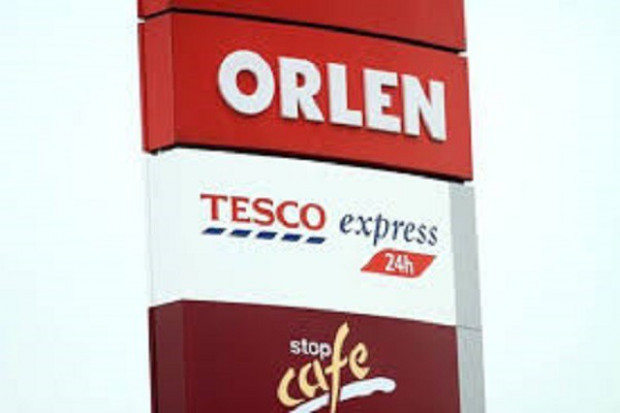 ORLEN
TESCO express
24h
stop
cafe